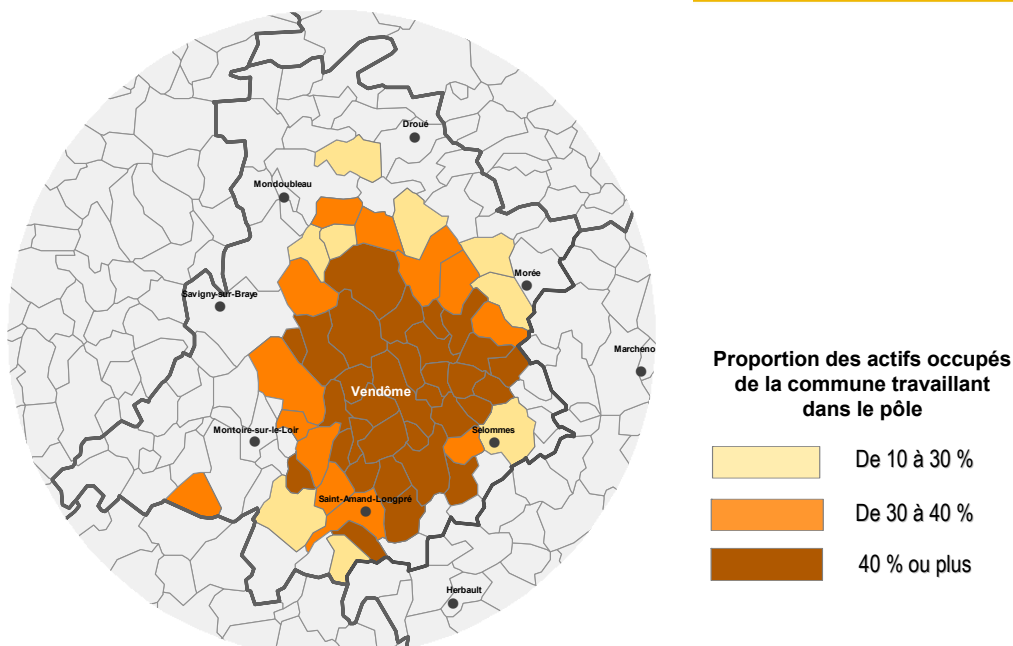 Droué
Mondoubleau
Morée
Savigny-sur-Braye
Marcheno
Vendôme
Montoire-sur-le-Loir
Selommes
Saint-Amand-Longpré
Herbault
Proportion des actifs occupés
de la commune travaillant
dans le pôle
De 10 à 30 %
De 30 à 40 %
40 % ou plus